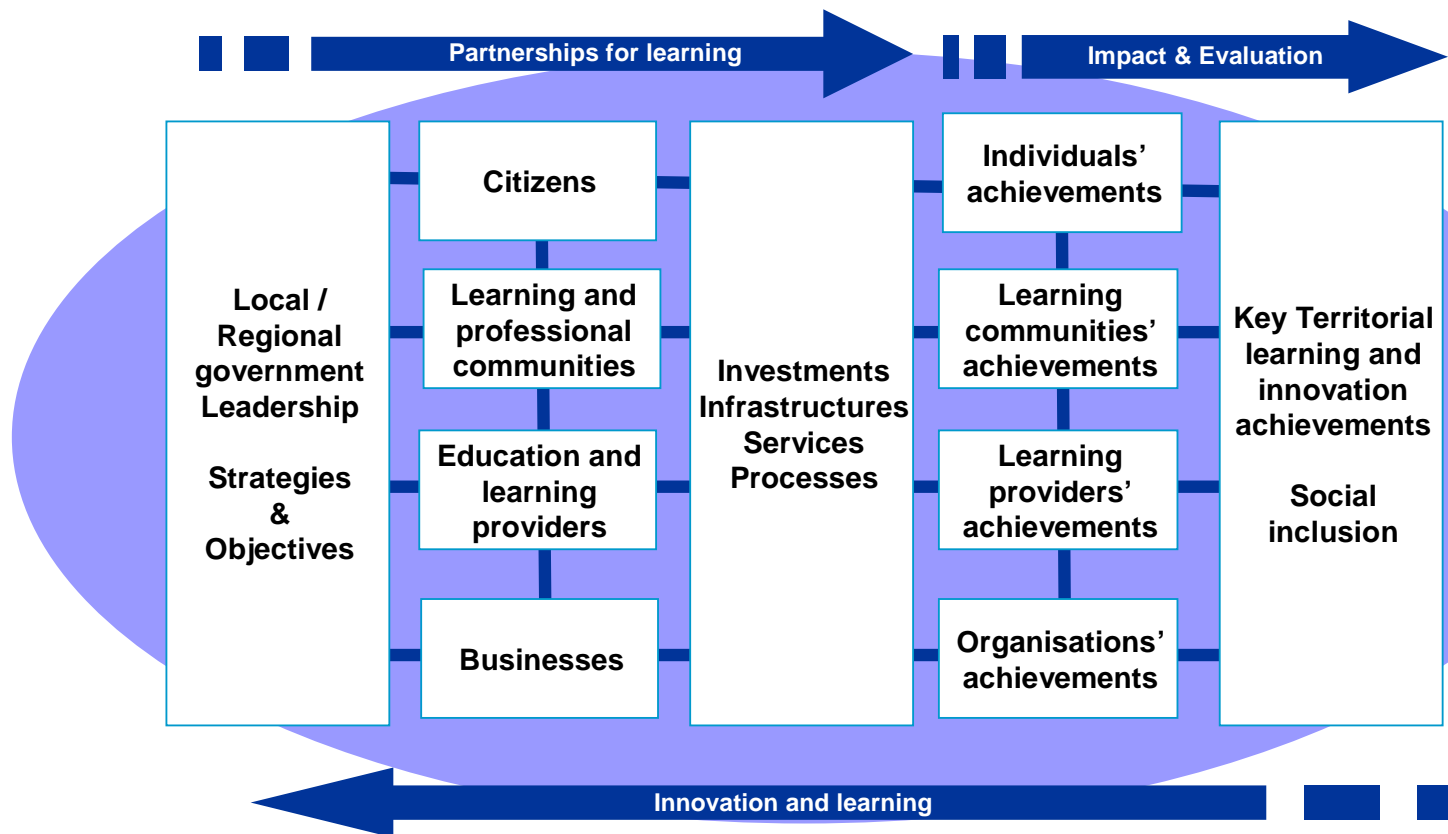 Partnerships for learning
Impact & Evaluation
Local /
Regional
government
Leadership
Strategies
&
Objectives
Citizens
Learning and
professional
communities
Education and
learning
providers
Businesses
Investments
Infrastructures
Services
Processes
Individuals’
achievements
Learning
communities’
achievements
Learning
providers’
achievements
Organisations’
achievements
Key Territorial
learning and
innovation
achievements
Social
inclusion
Innovation and learning